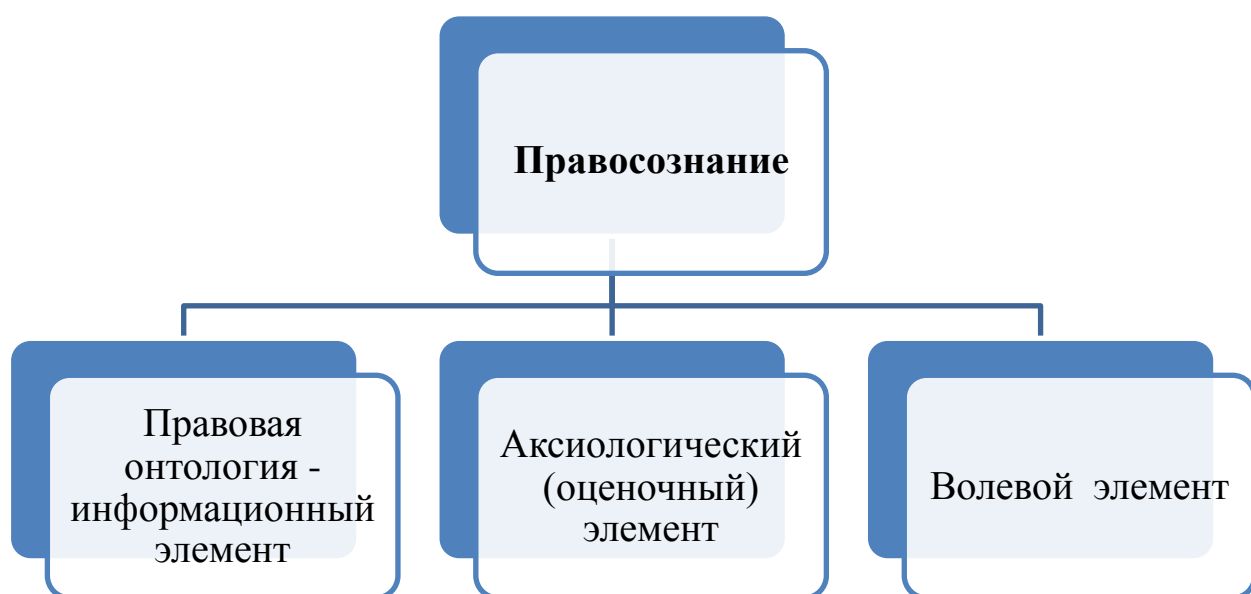 Правосознание
Правовая
онтология -
информационный
элемент
Аксиологический
(оценочный)
элемент
Волевой элемент